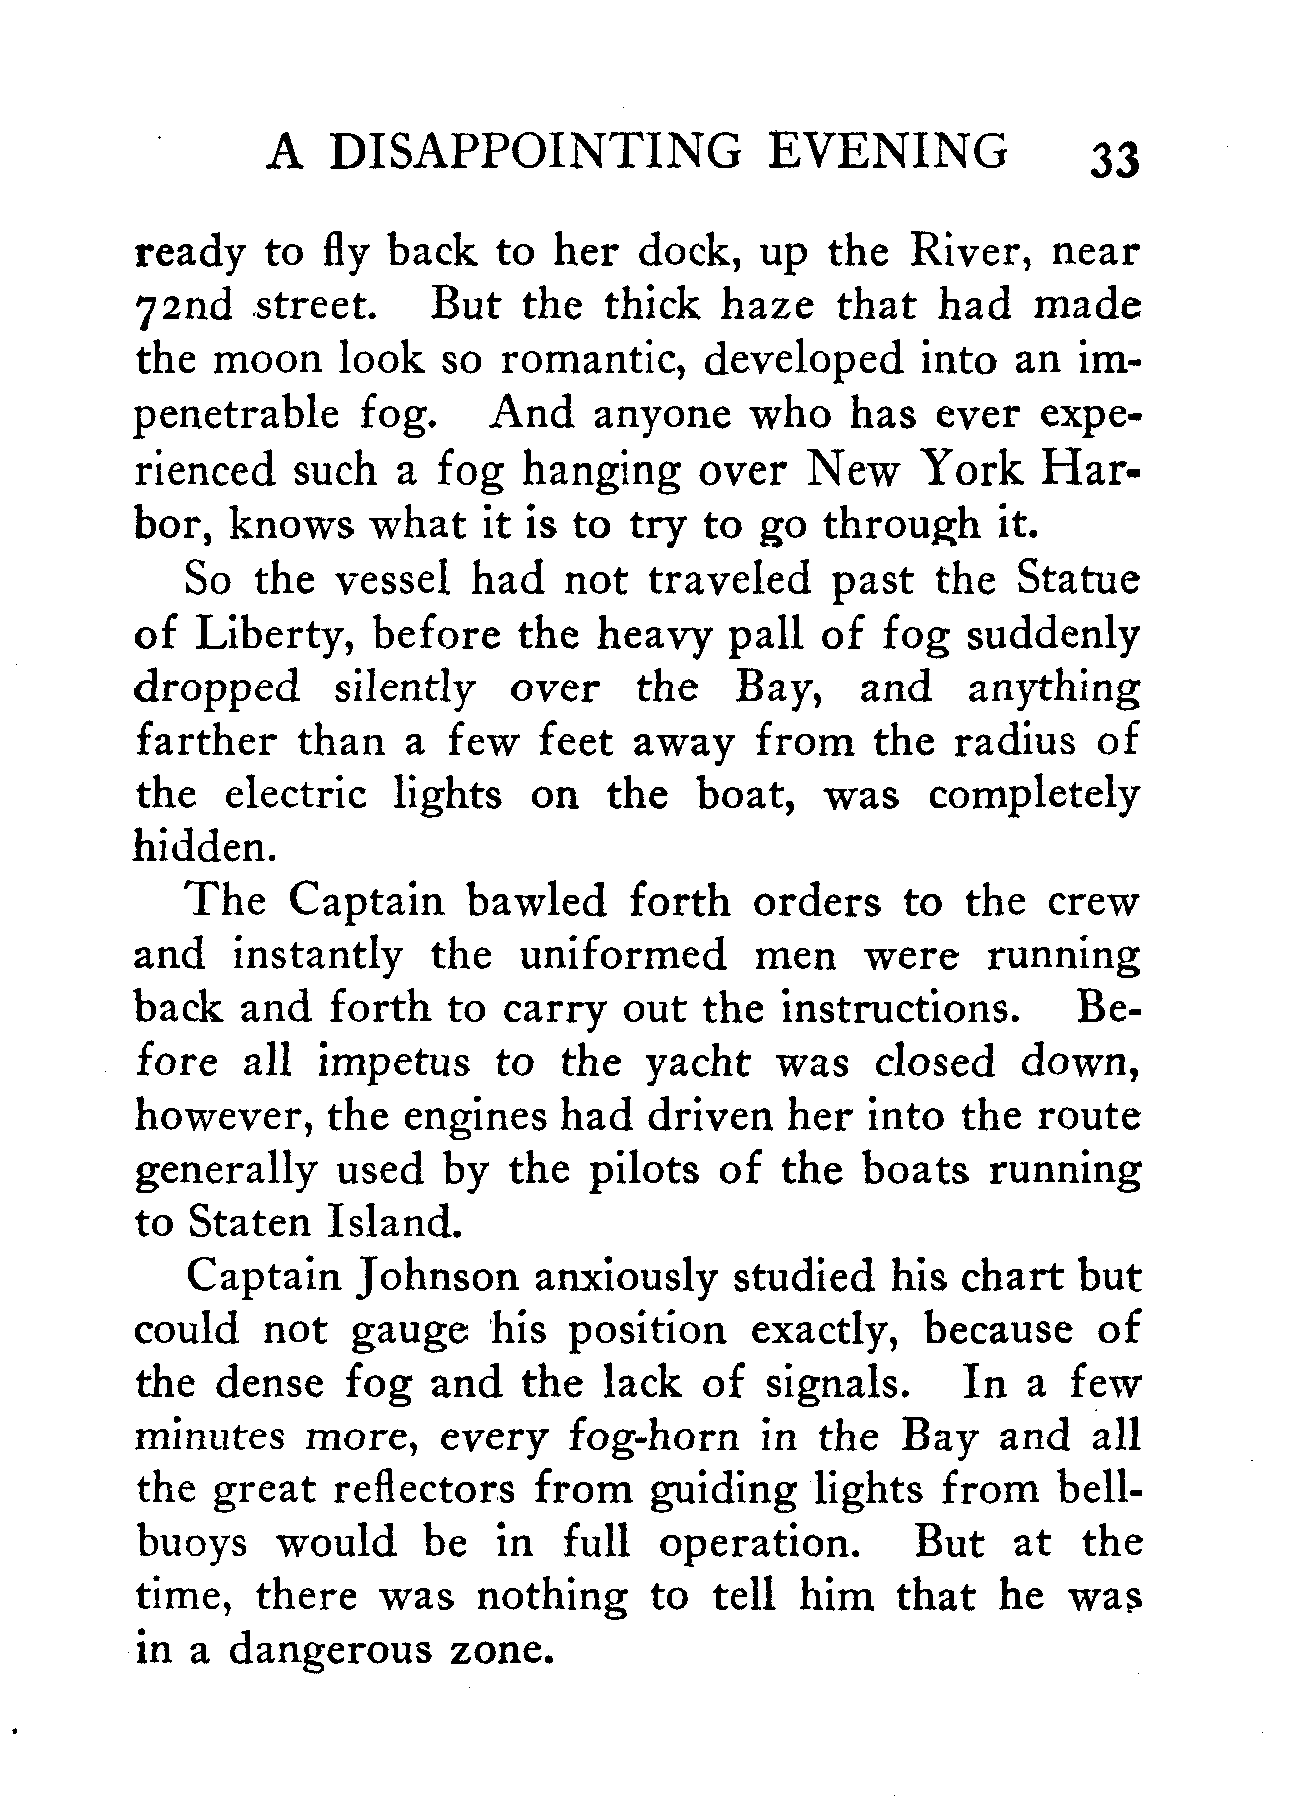 A DISAPPOINTING EVENING 33
ready to fly back to her dock, up the River, near
72nd street. But the thick haze that had made
the moon look so romantic, developed into an im-
penetrable fog. And anyone who has ever expe-
rienced such a fog hanging over New York Har-
bor, knows what it is to try to go through it.
So the vessel had not traveled past the Statue
of Liberty, before the heavy pall of fog suddenly
dropped silently over the Bay, and anything
farther than a few feet away from the radius of
the electric lights on the boat, was completely
hidden.
The Captain bawled forth orders to the crew
and instantly the uniformed men were running
back and forth to carry out the instructions. Be-
fore all impetus to the yacht was closed down,
however, the engines had driven her into the route
generally used by the pilots of the boats running
to Staten Island.
Captain Johnson anxiously studied his chart but
could not gauge his position exactly, because of
the dense fog and the lack of signals. In a few
minutes more, every fog-horn in the Bay and all
the great reflectors from guiding lights from bell-
buoys would be in full operation. But at the
time, there was nothing to tell him that he was
in a dangerous zone.